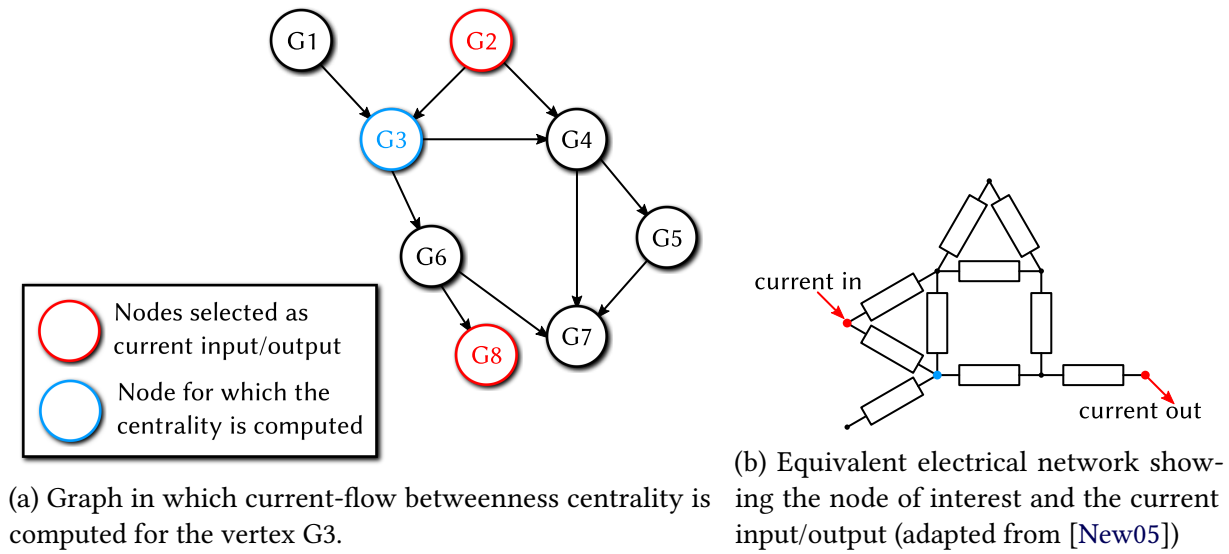 G1
G2
G3
G4
G5
G6
G7
G8
Nodes selected as
current input/output
Node for which the
centrality is computed
(a) Graph in which current-flow betweenness centrality is
computed for the vertex G3.
current in
current out
(b) Equivalent electrical network show-
ing the node of interest and the current
input/output (adapted from [New05])